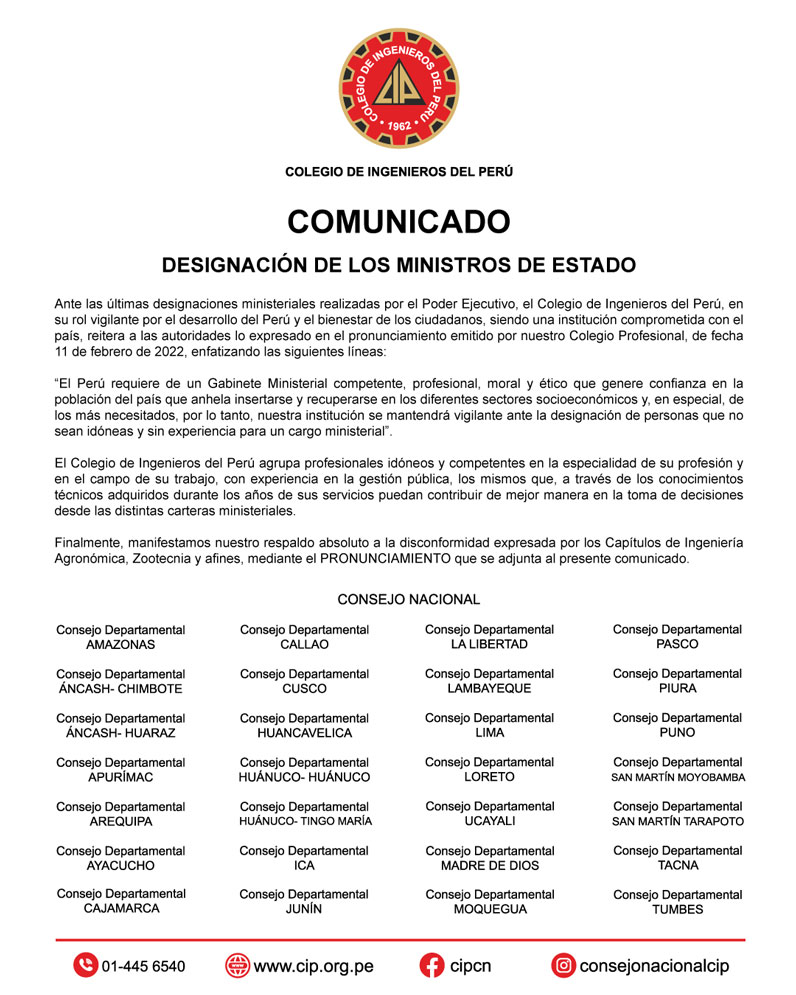 COLEGIO DE INGENIEROS DEL PERU
CIP
• 1962 •
COLEGIO DE INGENIEROS DEL PERÚ
COMUNICADO
DESIGNACIÓN DE LOS MINISTROS DE ESTADO
Ante las últimas designaciones ministeriales realizadas por el Poder Ejecutivo, el Colegio de Ingenieros del Perú, en
su rol vigilante por el desarrollo del Perú y el bienestar de los ciudadanos, siendo una institución comprometida con el
país, reitera a las autoridades lo expresado en el pronunciamiento emitido por nuestro Colegio Profesional, de fecha
11 de febrero de 2022, enfatizando las siguientes líneas:
“El Perú requiere de un Gabinete Ministerial competente, profesional, moral y ético que genere confianza en la
población del país que anhela insertarse y recuperarse en los diferentes sectores socioeconómicos y, en especial, de
los más necesitados, por lo tanto, nuestra institución se mantendrá vigilante ante la designación de personas que no
sean idóneas y sin experiencia para un cargo ministerial”.
El Colegio de Ingenieros del Perú agrupa profesionales idóneos y competentes en la especialidad de su profesión y
en el campo de su trabajo, con experiencia en la gestión pública, los mismos que, a través de los conocimientos
técnicos adquiridos durante los años de sus servicios puedan contribuir de mejor manera en la toma de decisiones
desde las distintas carteras ministeriales.
Finalmente, manifestamos nuestro respaldo absoluto a la disconformidad expresada por los Capítulos de Ingeniería
Agronómica, Zootecnia y afines, mediante el PRONUNCIAMIENTO que se adjunta al presente comunicado.
CONSEJO NACIONAL
Consejo Departamental
AMAZONAS
Consejo Departamental
ÁNCASH- CHIMBOTE
Consejo Departamental
ÁNCASH- HUARAZ
Consejo Departamental
APURÍMAC
Consejo Departamental
AREQUIPA
Consejo Departamental
AYACUCHO
Consejo Departamental
CAJAMARCA
Consejo Departamental
CALLAO
Consejo Departamental
CUSCO
Consejo Departamental
HUANCAVELICA
Consejo Departamental
HUÁNUCO- HUÁNUCO
Consejo Departamental
HUÁNUCO- TINGO MARÍA
Consejo Departamental
ICA
Consejo Departamental
JUNÍN
Consejo Departamental
LA LIBERTAD
Consejo Departamental
LAMBAYEQUE
Consejo Departamental
LIMA
Consejo Departamental
LORETO
Consejo Departamental
UCAYALI
Consejo Departamental
MADRE DE DIOS
Consejo Departamental
MOQUEGUA
Consejo Departamental
PASCO
Consejo Departamental
PIURA
Consejo Departamental
PUNO
Consejo Departamental
SAN MARTÍN MOYOBAMBA
Consejo Departamental
SAN MARTÍN TARAPOTO
Consejo Departamental
TACNA
Consejo Departamental
TUMBES
01-445 6540
www.cip.org.pe
cipcn
consejonacionalcip